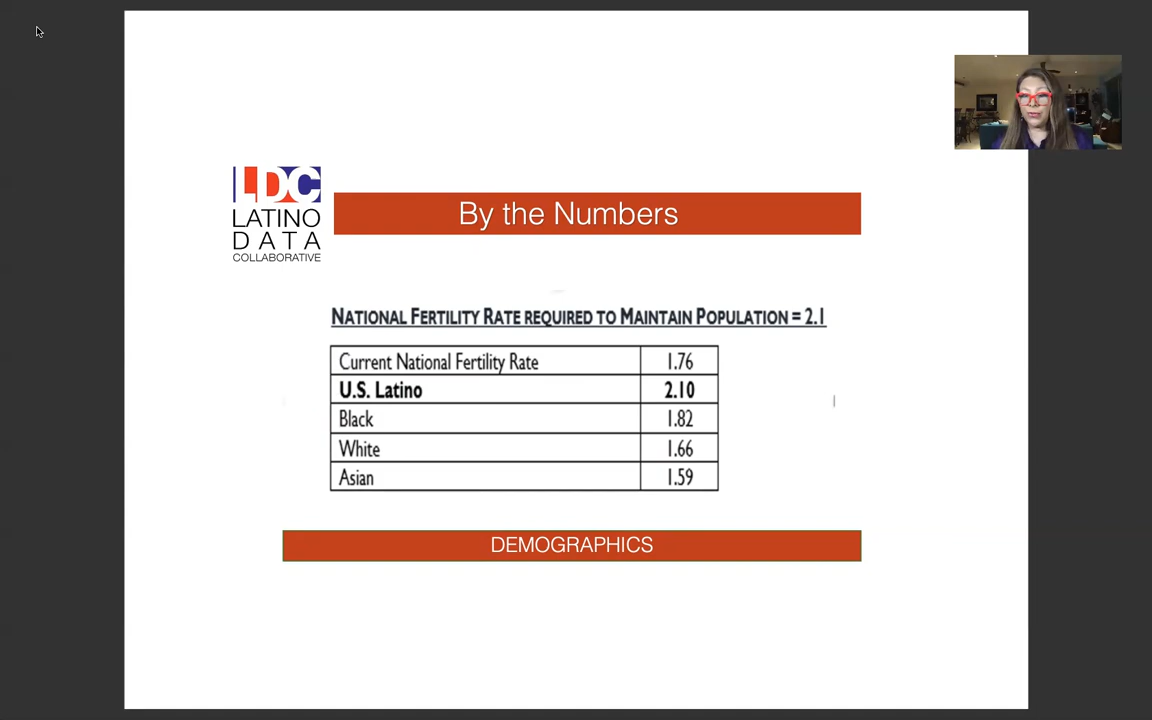 LDC
LATINO
DATA
COLLABORATIVE
By the Numbers
NATIONAL FERTILITY RATE REQUIRED TO MAINTAIN POPULATION = 2.1
Current National Fertility Rate 1.76
U.S. Latino 2.10
Black 1.82
White 1.66
Asian 1.59
DEMOGRAPHICS